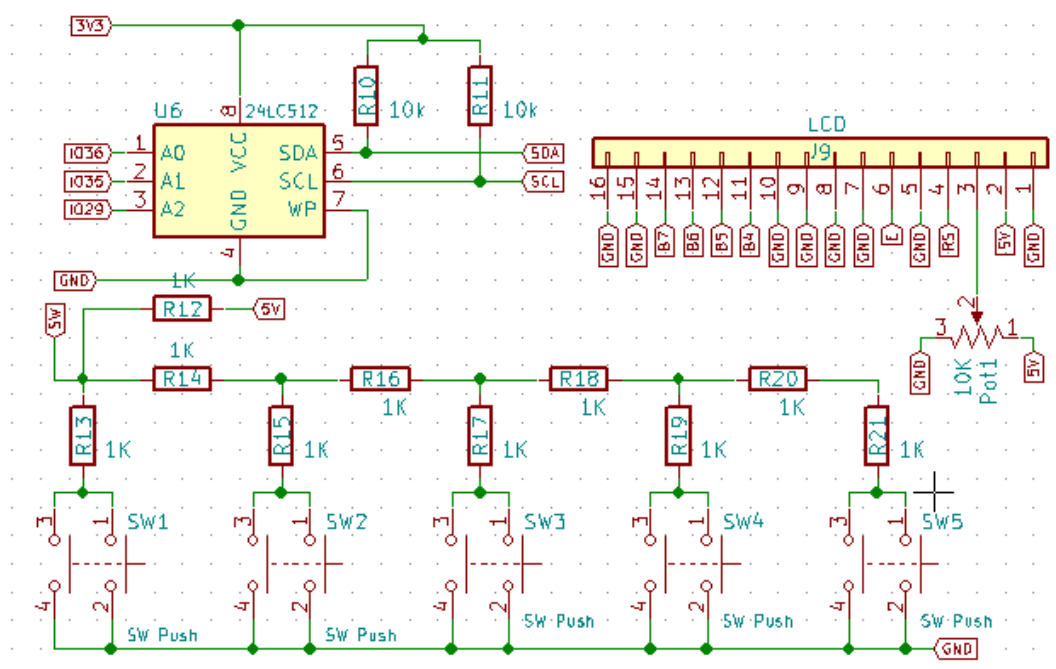 3V3
R10
10k
R11
10k
U6
8
24LC512
VCC
GND
IO36
1
A0
IO35
2
A1
IO29
3
A2
SDA
5
SDA
SCL
6
SCL
WP
7
4
GND
LCD
J9
16
15
14
13
12
11
10
9
8
7
6
5
4
3
2
1
GND
GND
B7
B6
B5
B4
GND
GND
GND
GND
E
GND
RS
5V
GND
2
3
1
GND
10K
Pot1
5V
1K
R12
5V
SW
1K
R14
R16
1K
R18
1K
R20
1K
R13
1K
R15
1K
R17
1K
R19
1K
R21
1K
3
1
SW1
4
2
SW Push
3
1
SW2
4
2
SW Push
3
1
SW3
4
2
SW Push
3
1
SW4
4
2
SW Push
3
1
SW5
4
2
SW Push
GND